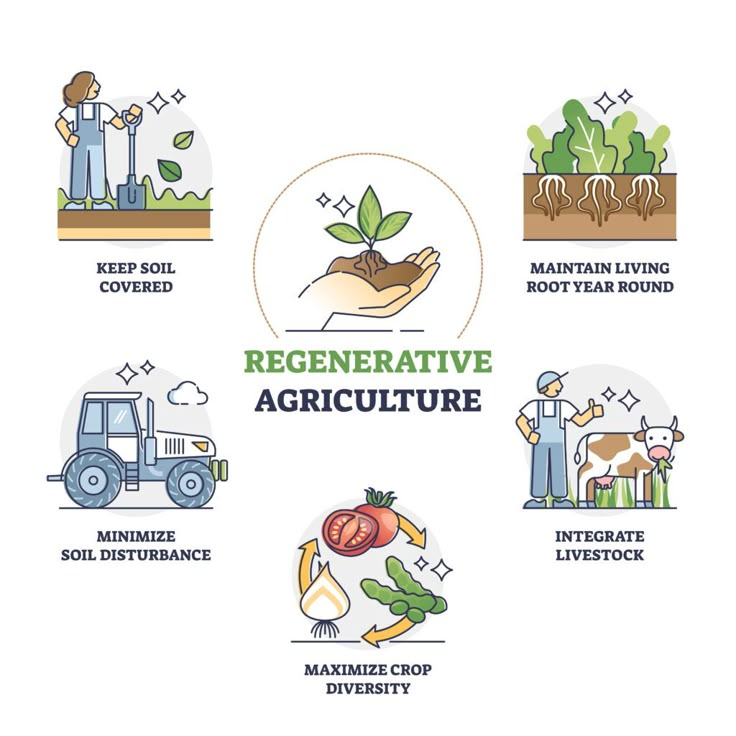 KEEP SOIL
COVERED
MAINTAIN LIVING
ROOT YEAR ROUND
REGENERATIVE
AGRICULTURE
MINIMIZE
SOIL DISTURBANCE
INTEGRATE
LIVESTOCK
MAXIMIZE CROP
DIVERSITY